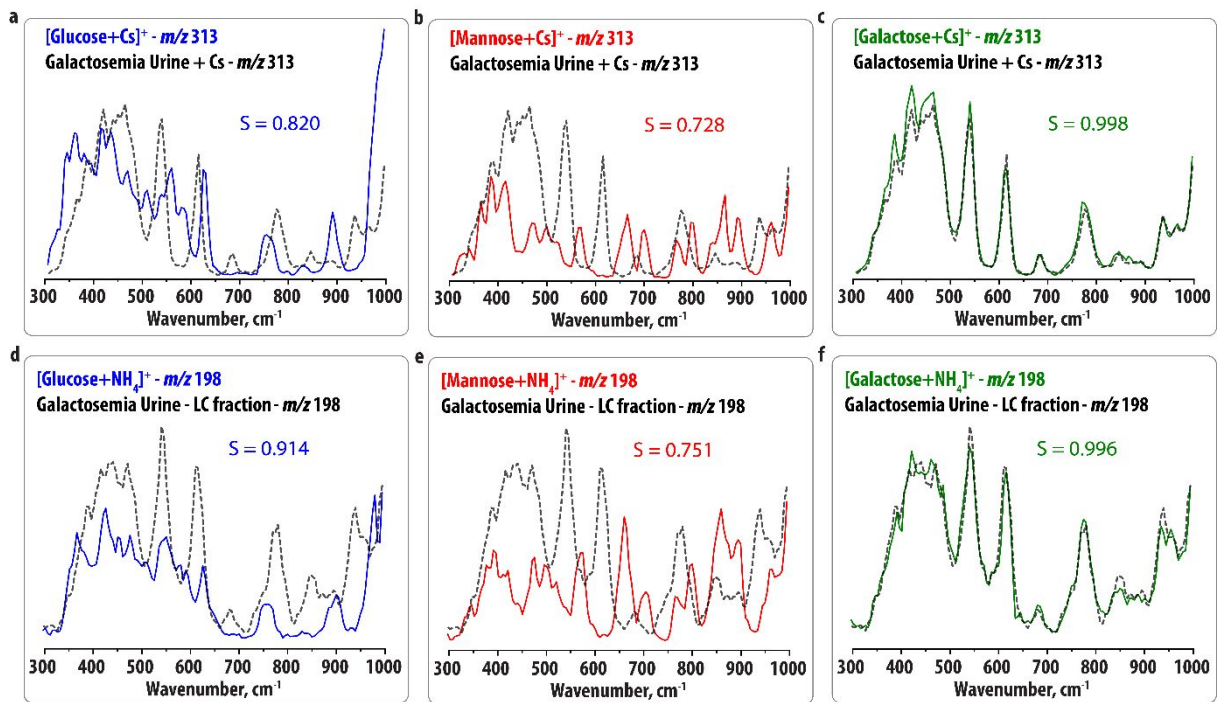 a
[Glucose+Cs]⁺ - m/z 313
Galactosemia Urine + Cs - m/z 313
S = 0.820
300 400 500 600 700 800 900 1000
Wavenumber, cm⁻¹
b
[Mannose+Cs]⁺ - m/z 313
Galactosemia Urine + Cs - m/z 313
S = 0.728
300 400 500 600 700 800 900 1000
Wavenumber, cm⁻¹
c
[Galactose+Cs]⁺ - m/z 313
Galactosemia Urine + Cs - m/z 313
S = 0.998
300 400 500 600 700 800 900 1000
Wavenumber, cm⁻¹
d
[Glucose+NH₄]⁺ - m/z 198
Galactosemia Urine - LC fraction - m/z 198
S = 0.914
300 400 500 600 700 800 900 1000
Wavenumber, cm⁻¹
e
[Mannose+NH₄]⁺ - m/z 198
Galactosemia Urine - LC fraction - m/z 198
S = 0.751
300 400 500 600 700 800 900 1000
Wavenumber, cm⁻¹
f
[Galactose+NH₄]⁺ - m/z 198
Galactosemia Urine - LC fraction - m/z 198
S = 0.996
300 400 500 600 700 800 900 1000
Wavenumber, cm⁻¹